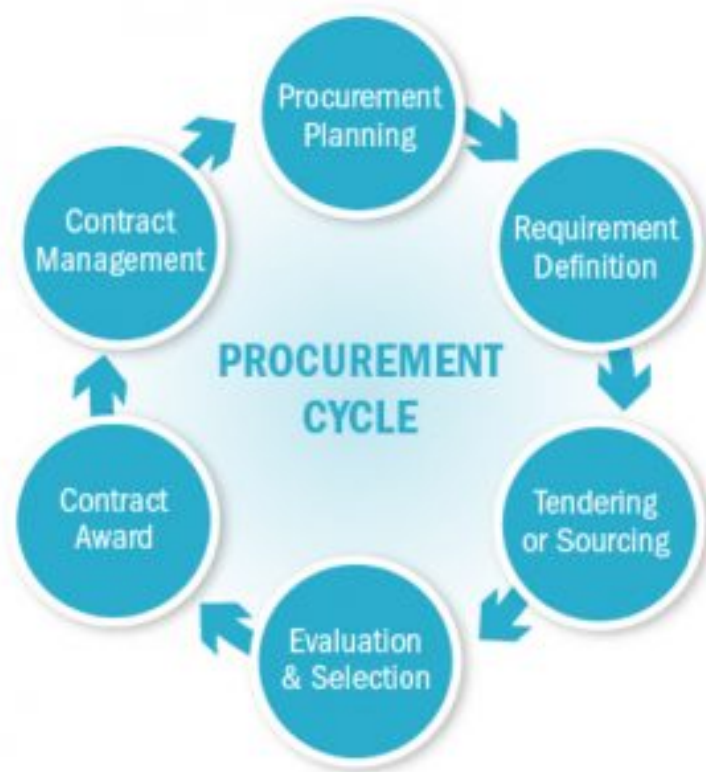 Procurement
Planning
Requirement
Definition
Tendering
or Sourcing
Evaluation
& Selection
Contract
Award
Contract
Management
PROCUREMENT
CYCLE